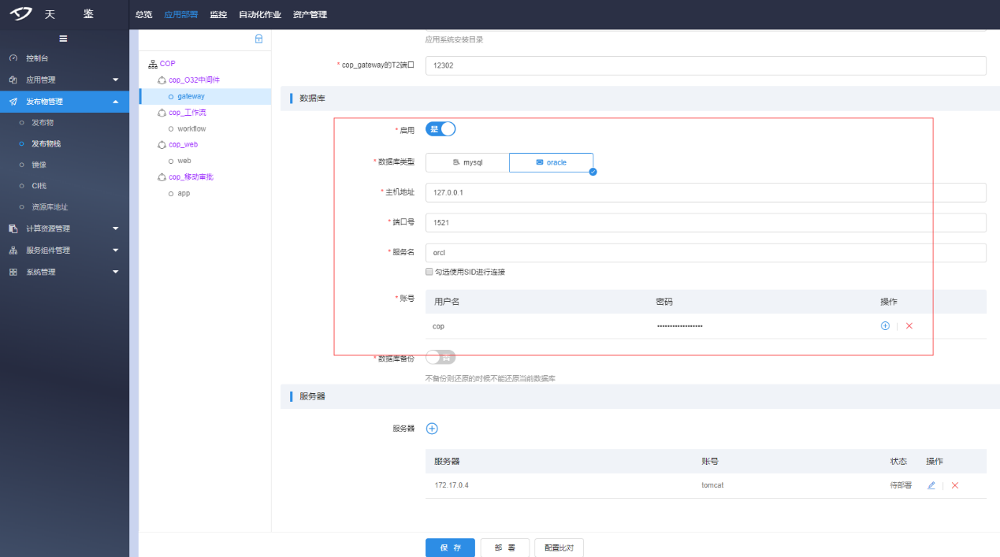 天 鉴
总览 应用部署 监控 自动化作业 资产管理
控制台
应用管理
发布物管理
发布物
发布物栈
镜像
CI栈
资源库地址
计算资源管理
服务组件管理
系统管理
COP
cop_O32中间件
gateway
cop_工作流
workflow
cop_web
web
cop_移动审批
app
应用系统安装目录
* cop_gateway的T2端口 12302
数据库
* 启用 是
* 数据库类型 mysql oracle
* 主机地址 127.0.0.1
* 端口号 1521
* 服务名 orcl
勾选使用SID进行连接
* 账号 用户名 密码 操作
cop ••••••••••••••••••
* 数据库备份 否
不备份则还原的时候不能还原当前数据库
服务器
服务器
服务器 账号 状态 操作
172.17.0.4 tomcat 待部署
保 存 部 署 配置比对